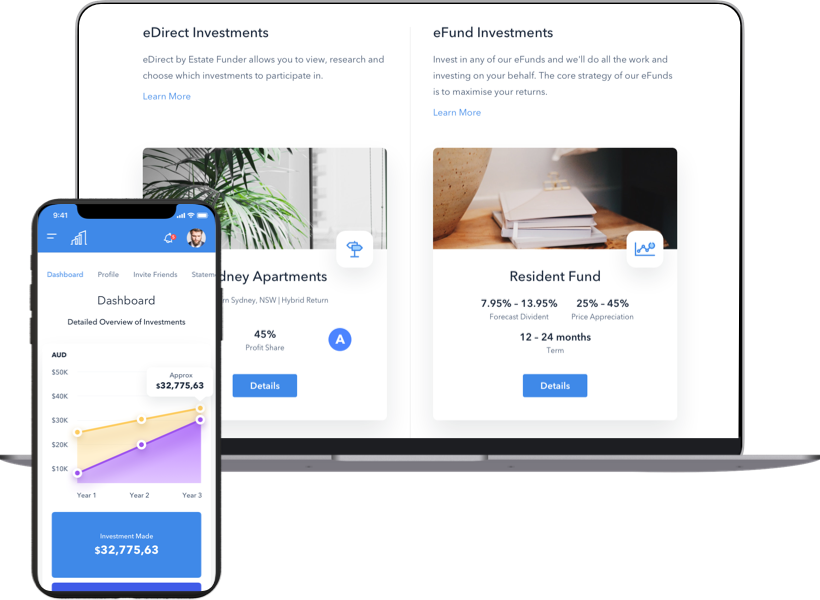 eDirect Investments
eDirect by Estate Funder allows you to view, research and
choose which investments to participate in.
Learn More
eFund Investments
Invest in any of our eFunds and we'll do all the work and
investing on your behalf. The core strategy of our eFunds
is to maximise your returns.
Learn More
dney Apartments
rn Sydney, NSW | Hybrid Return
45%
Profit Share
A
Details
Resident Fund
7.95% - 13.95% 25% - 45%
Forecast Divident Price Appreciation
12 - 24 months
Term
Details
9:41
Dashboard Profile Invite Friends Statem
Dashboard
Detailed Overview of Investments
AUD
$50K
$40K
$30K
$20K
$10K
Approx
$32,775,63
Year 1 Year 2 Year 3
Investment Made
$32,775,63